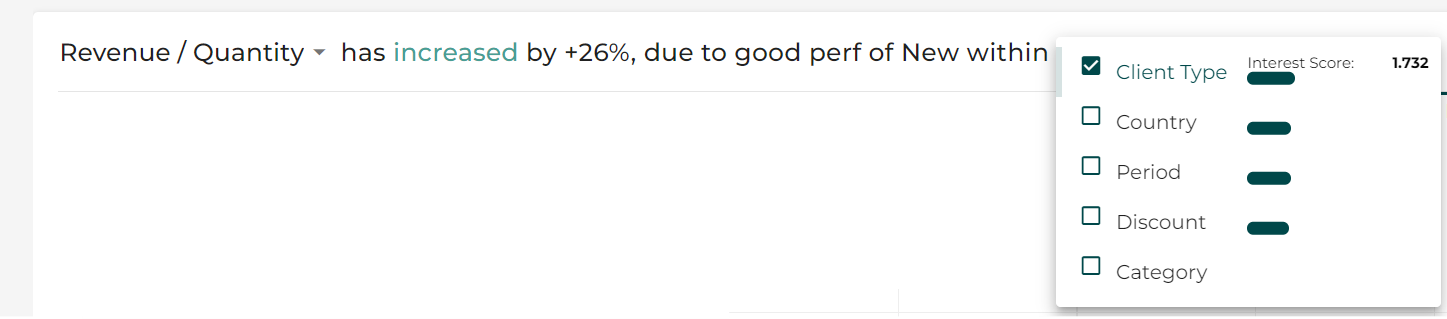 Revenue / Quantity has increased by +26%, due to good perf of New within
Client Type Interest Score: 1.732
Country
Period
Discount
Category